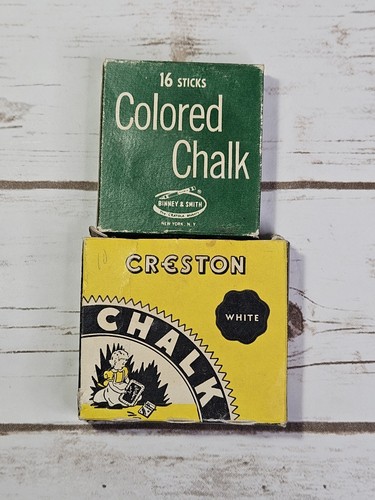 16 STICKS
Colored
Chalk
®
BINNEY & SMITH
NEW YORK, N.Y.
CRESTON
CHALK
WHITE